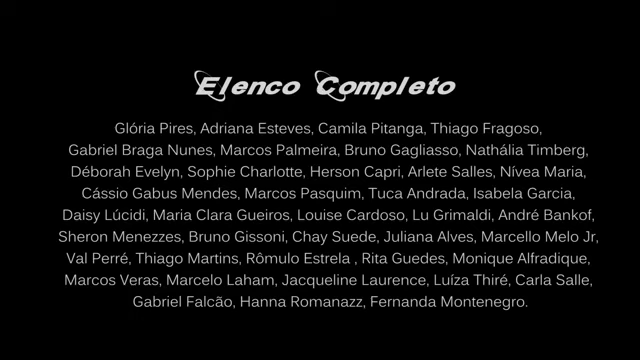 Elenco Completo
Glória Pires, Adriana Esteves, Camila Pitanga, Thiago Fragoso,
Gabriel Braga Nunes, Marcos Palmeira, Bruno Gagliasso, Nathália Timberg,
Déborah Evelyn, Sophie Charlotte, Herson Capri, Arlete Salles, Nívea Maria,
Cássio Gabus Mendes, Marcos Pasquim, Tuca Andrada, Isabela Garcia,
Daisy Lúcidi, Maria Clara Gueiros, Louise Cardoso, Lu Grimaldi, André Bankof,
Sheron Menezzes, Bruno Gissoni, Chay Suede, Juliana Alves, Marcello Melo Jr,
Val Perré, Thiago Martins, Rômulo Estrela , Rita Guedes, Monique Alfradique,
Marcos Veras, Marcelo Laham, Jacqueline Laurence, Luíza Thiré, Carla Salle,
Gabriel Falcão, Hanna Romanazz, Fernanda Montenegro.